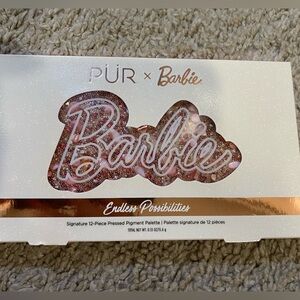 PÜR × Barbie
Barbie
Endless Possibilities
Signature 12-Piece Pressed Pigment Palette | Palette signature de 12 pièces